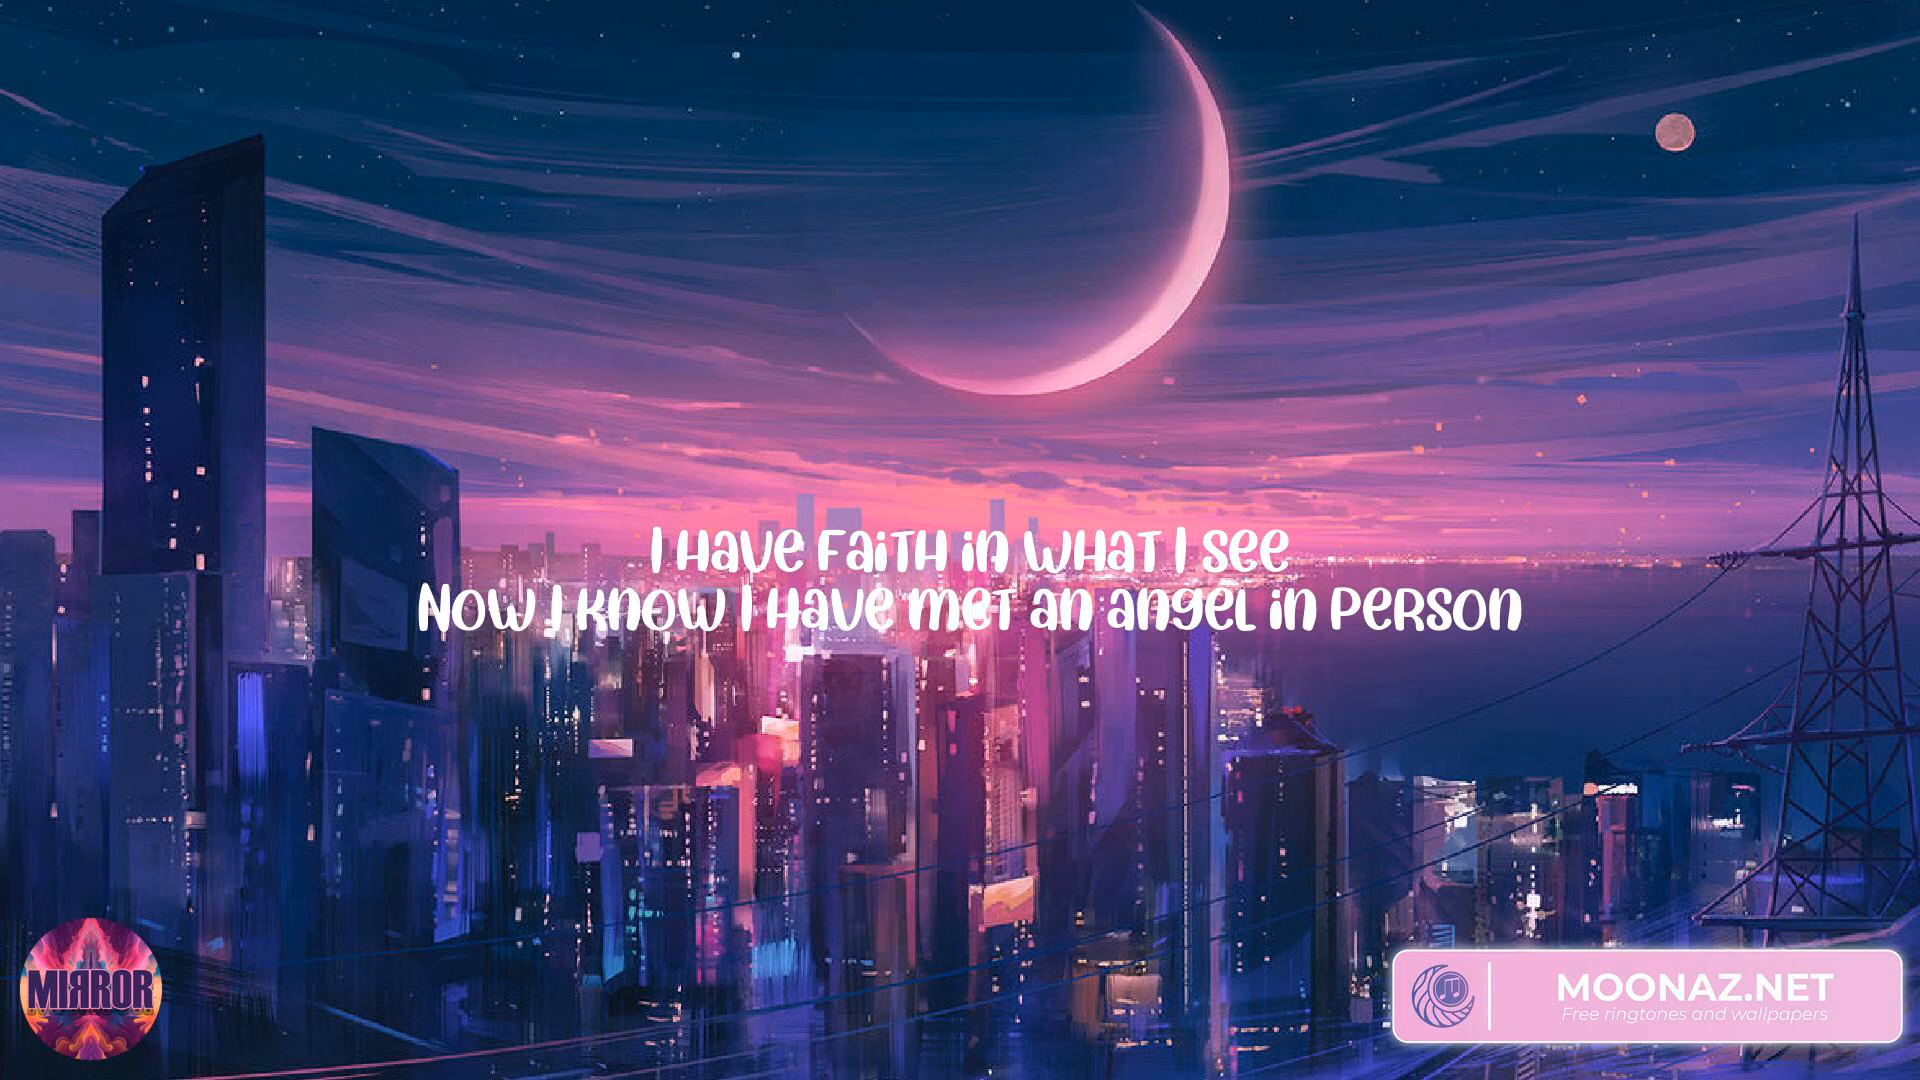 I Have Faith in what I see
Now I know I have met an angel in person
MIRROR
MOONAZ.NET
Free ringtones and wallpapers